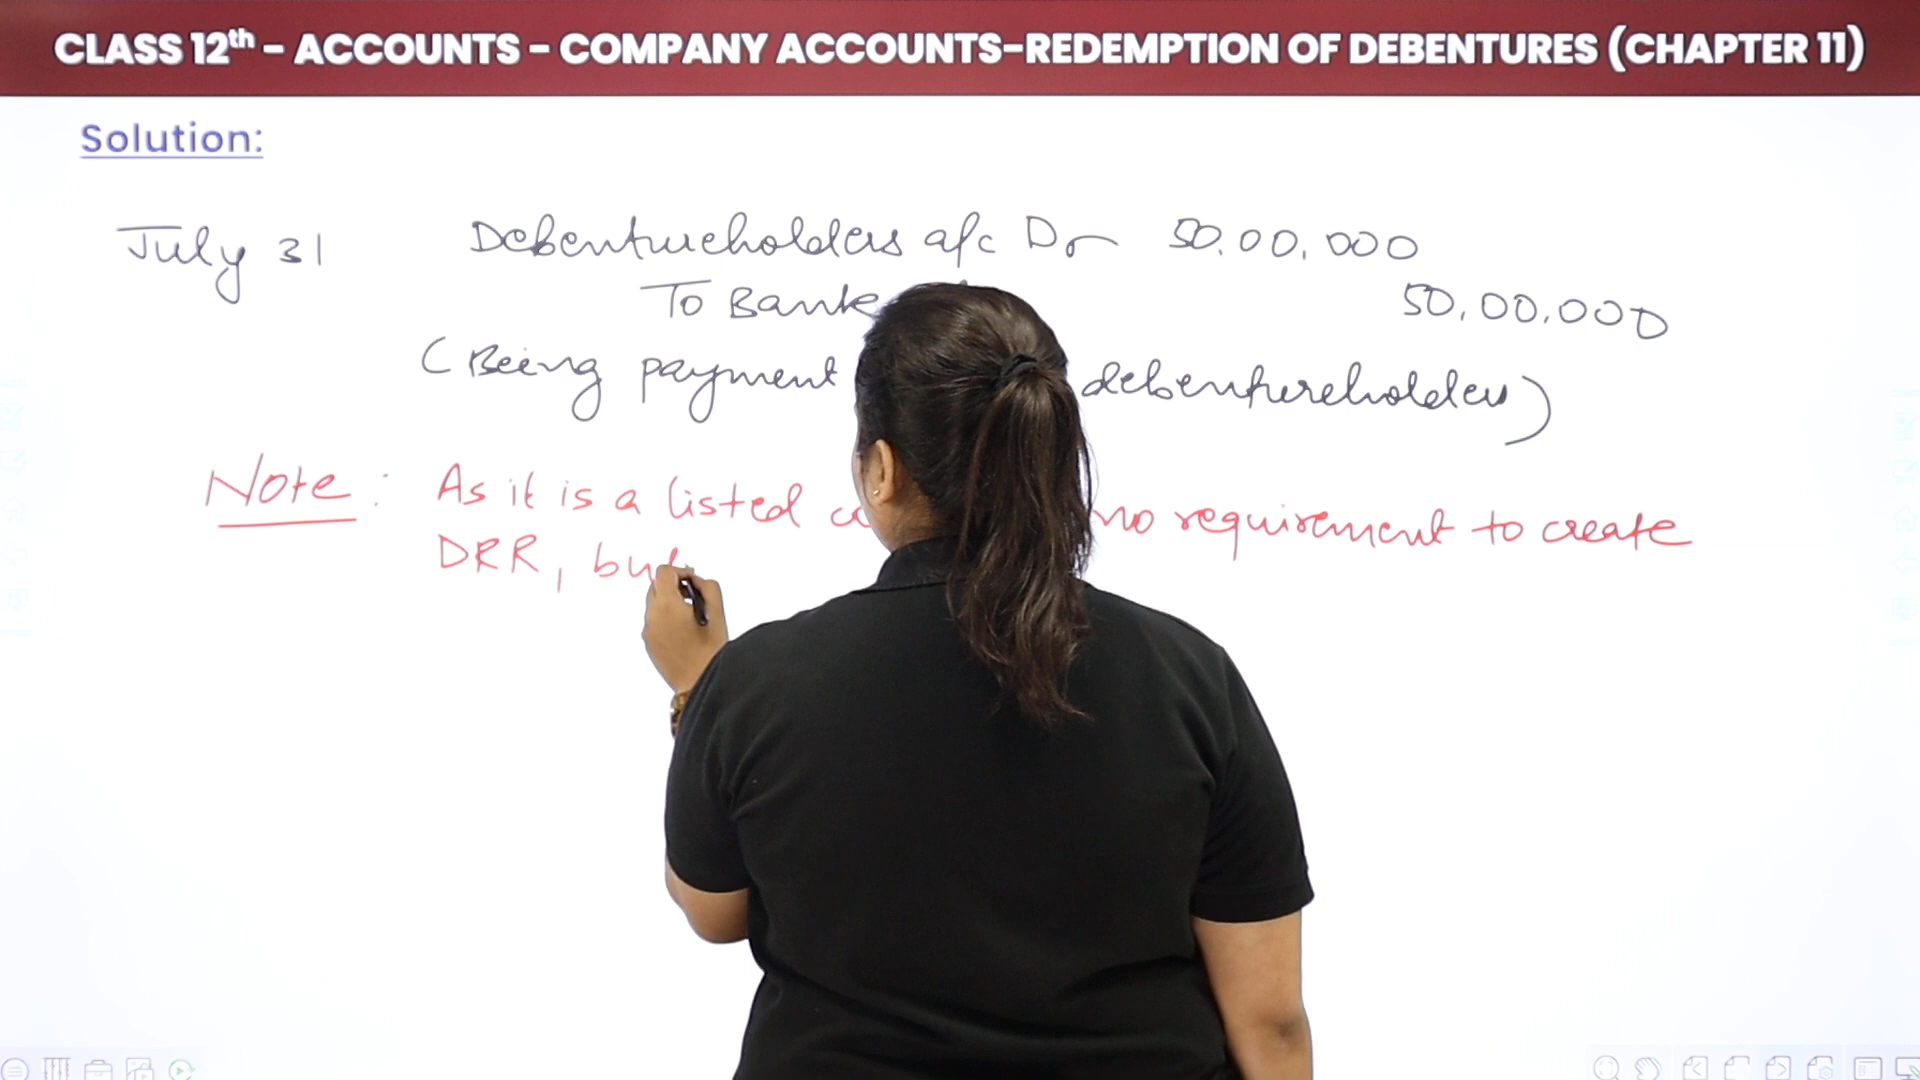 CLASS 12th - ACCOUNTS - COMPANY ACCOUNTS-REDEMPTION OF DEBENTURES (CHAPTER 11)
Solution:
July 31 Debentureholders a/c Dr 50,00,000
To Bank 50,00,000
(Being payment debentureholders)
Note: As it is a listed no requirement to create
DRR, but